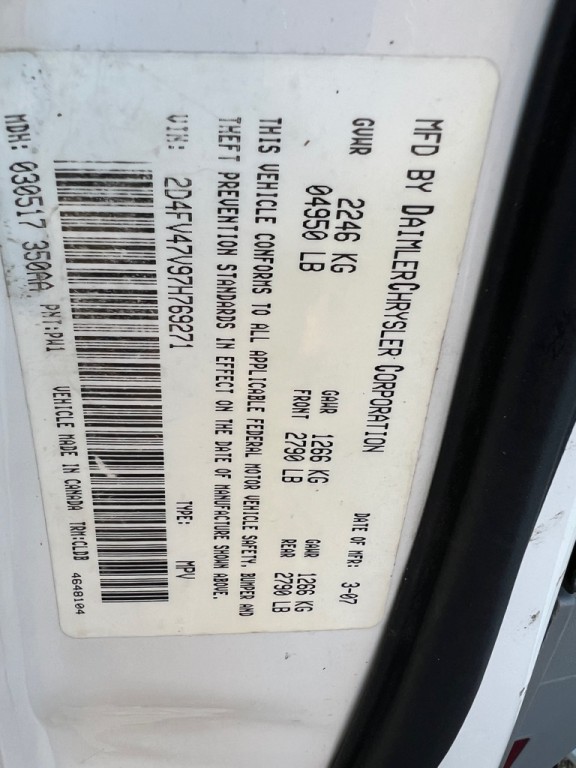 MFD BY DAIMLERCHRYSLER CORPORATION DATE OF MFR: 3-07
GVWR 2246 KG GAWR 1266 KG GAWR 1266 KG
04950 LB FRONT 2790 LB REAR 2790 LB
THIS VEHICLE CONFORMS TO ALL APPLICABLE FEDERAL MOTOR VEHICLE SAFETY, BUMPER AND
THEFT PREVENTION STANDARDS IN EFFECT ON THE DATE OF MANUFACTURE SHOWN ABOVE.
VIN: 2D4FV47V97H769271 TYPE: MPV
MDH: 030517 350AA PNT:PW1 VEHICLE MADE IN CANADA TRM:CLDB
4648104